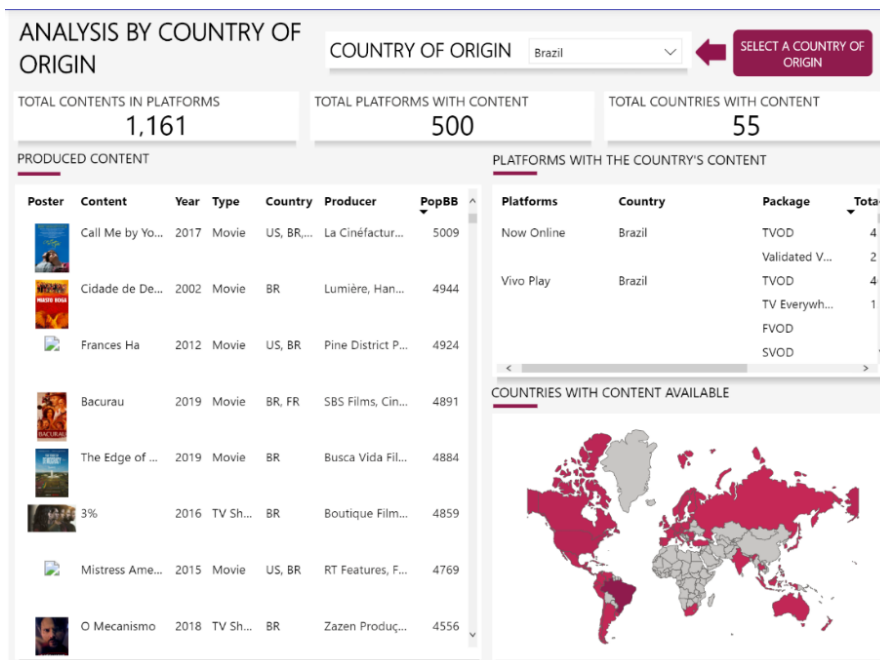 ANALYSIS BY COUNTRY OF
ORIGIN
COUNTRY OF ORIGIN
Brazil
SELECT A COUNTRY OF
ORIGIN
TOTAL CONTENTS IN PLATFORMS
1,161
TOTAL PLATFORMS WITH CONTENT
500
TOTAL COUNTRIES WITH CONTENT
55
PRODUCED CONTENT
Poster Content Year Type Country Producer PopBB
Call Me by Yo... 2017 Movie US, BR,... La Cinéfactur... 5009
Cidade de De... 2002 Movie BR Lumière, Han... 4944
Frances Ha 2012 Movie US, BR Pine District P... 4924
Bacurau 2019 Movie BR, FR SBS Films, Cin... 4891
BACURAU
The Edge of ... 2019 Movie BR Busca Vida Fil... 4884
3% 2016 TV Sh... BR Boutique Film... 4859
Mistress Ame... 2015 Movie US, BR RT Features, F... 4769
O Mecanismo 2018 TV Sh... BR Zazen Produç... 4556
PLATFORMS WITH THE COUNTRY'S CONTENT
Platforms Country Package Tota
Now Online Brazil TVOD 4
Validated V... 2
Vivo Play Brazil TVOD 4
TV Everywh... 1
FVOD
SVOD
COUNTRIES WITH CONTENT AVAILABLE